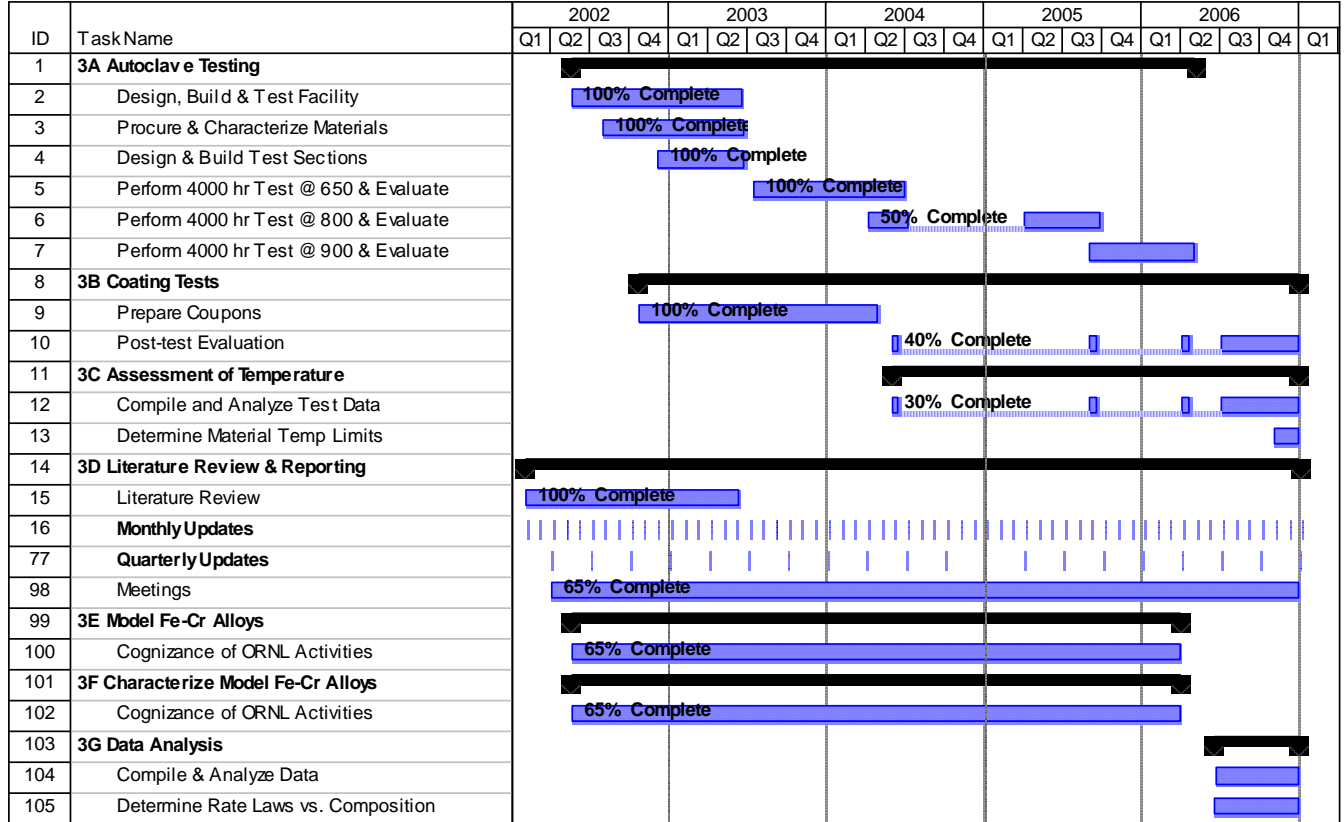 2002 2003 2004 2005 2006
ID Task Name Q1 Q2 Q3 Q4 Q1 Q2 Q3 Q4 Q1 Q2 Q3 Q4 Q1 Q2 Q3 Q4 Q1 Q2 Q3 Q4 Q1
1 3A Autoclave Testing
2 Design, Build & Test Facility 100% Complete
3 Procure & Characterize Materials 100% Complete
4 Design & Build Test Sections 100% Complete
5 Perform 4000 hr Test @ 650 & Evaluate 100% Complete
6 Perform 4000 hr Test @ 800 & Evaluate 50% Complete
7 Perform 4000 hr Test @ 900 & Evaluate
8 3B Coating Tests
9 Prepare Coupons 100% Complete
10 Post-test Evaluation 40% Complete
11 3C Assessment of Temperature
12 Compile and Analyze Test Data 30% Complete
13 Determine Material Temp Limits
14 3D Literature Review & Reporting
15 Literature Review 100% Complete
16 Monthly Updates
77 Quarterly Updates
98 Meetings 65% Complete
99 3E Model Fe-Cr Alloys
100 Cognizance of ORNL Activities 65% Complete
101 3F Characterize Model Fe-Cr Alloys
102 Cognizance of ORNL Activities 65% Complete
103 3G Data Analysis
104 Compile & Analyze Data
105 Determine Rate Laws vs. Composition